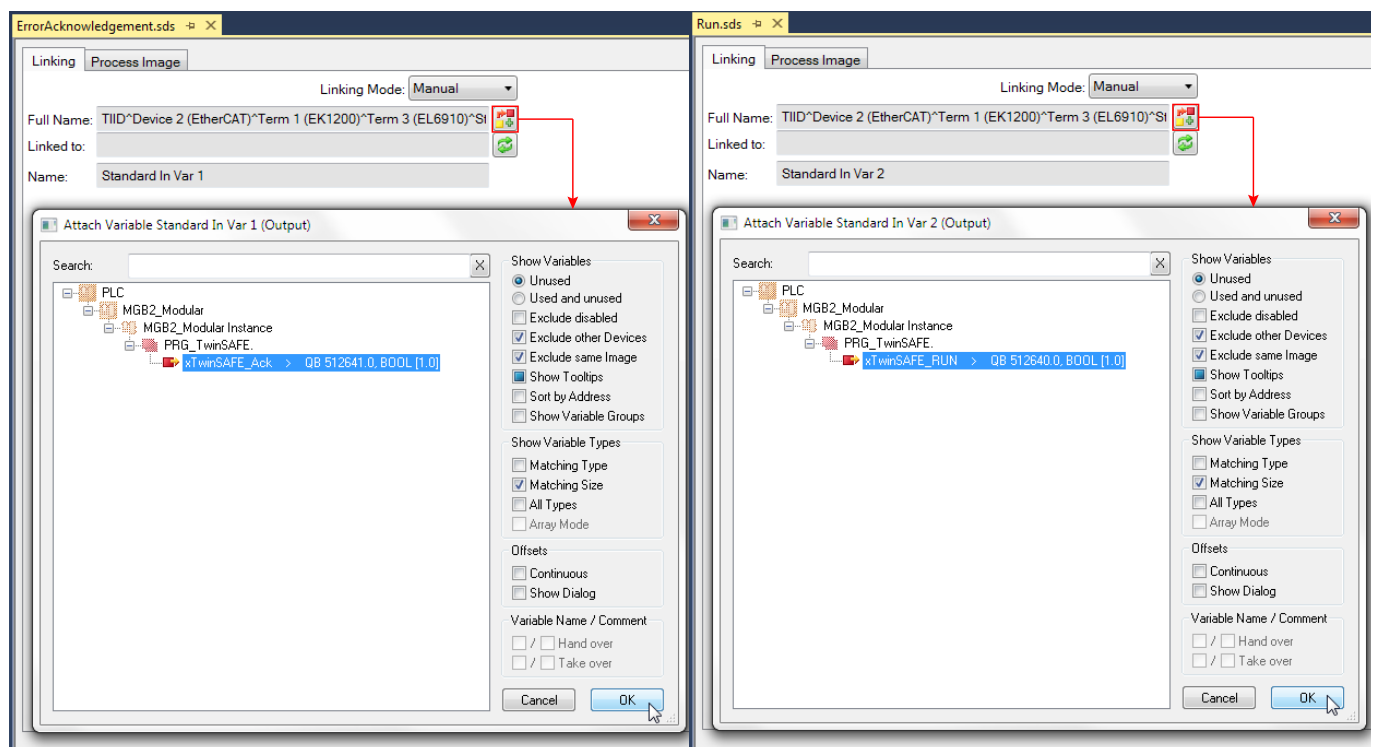 ErrorAcknowledgement.sds
Linking Process Image
Linking Mode: Manual
Full Name: TIID^Device 2 (EtherCAT)^Term 1 (EK1200)^Term 3 (EL6910)^St
Linked to:
Name: Standard In Var 1
Attach Variable Standard In Var 1 (Output)
Search:
PLC
MGB2_Modular
MGB2_Modular Instance
PRG_TwinSAFE.
xTwinSAFE_Ack > QB 512641.0, BOOL [1.0]
Show Variables
Unused
Used and unused
Exclude disabled
Exclude other Devices
Exclude same Image
Show Tooltips
Sort by Address
Show Variable Groups
Show Variable Types
Matching Type
Matching Size
All Types
Array Mode
Offsets
Continuous
Show Dialog
Variable Name / Comment
/ Hand over
/ Take over
Cancel OK
Run.sds
Linking Process Image
Linking Mode: Manual
Full Name: TIID^Device 2 (EtherCAT)^Term 1 (EK1200)^Term 3 (EL6910)^St
Linked to:
Name: Standard In Var 2
Attach Variable Standard In Var 2 (Output)
Search:
PLC
MGB2_Modular
MGB2_Modular Instance
PRG_TwinSAFE.
xTwinSAFE_RUN > QB 512640.0, BOOL [1.0]
Show Variables
Unused
Used and unused
Exclude disabled
Exclude other Devices
Exclude same Image
Show Tooltips
Sort by Address
Show Variable Groups
Show Variable Types
Matching Type
Matching Size
All Types
Array Mode
Offsets
Continuous
Show Dialog
Variable Name / Comment
/ Hand over
/ Take over
Cancel OK